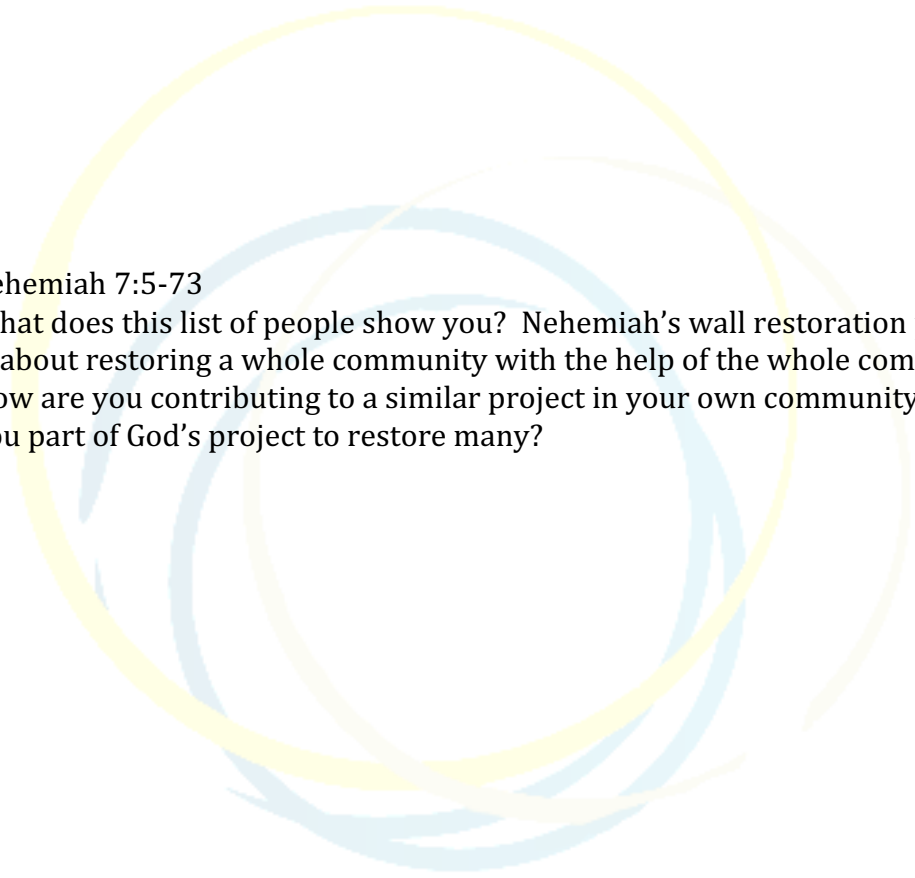 ehemiah 7:5-73
hat does this list of people show you? Nehemiah’s wall restoration
about restoring a whole community with the help of the whole com
ow are you contributing to a similar project in your own community
ou part of God’s project to restore many?